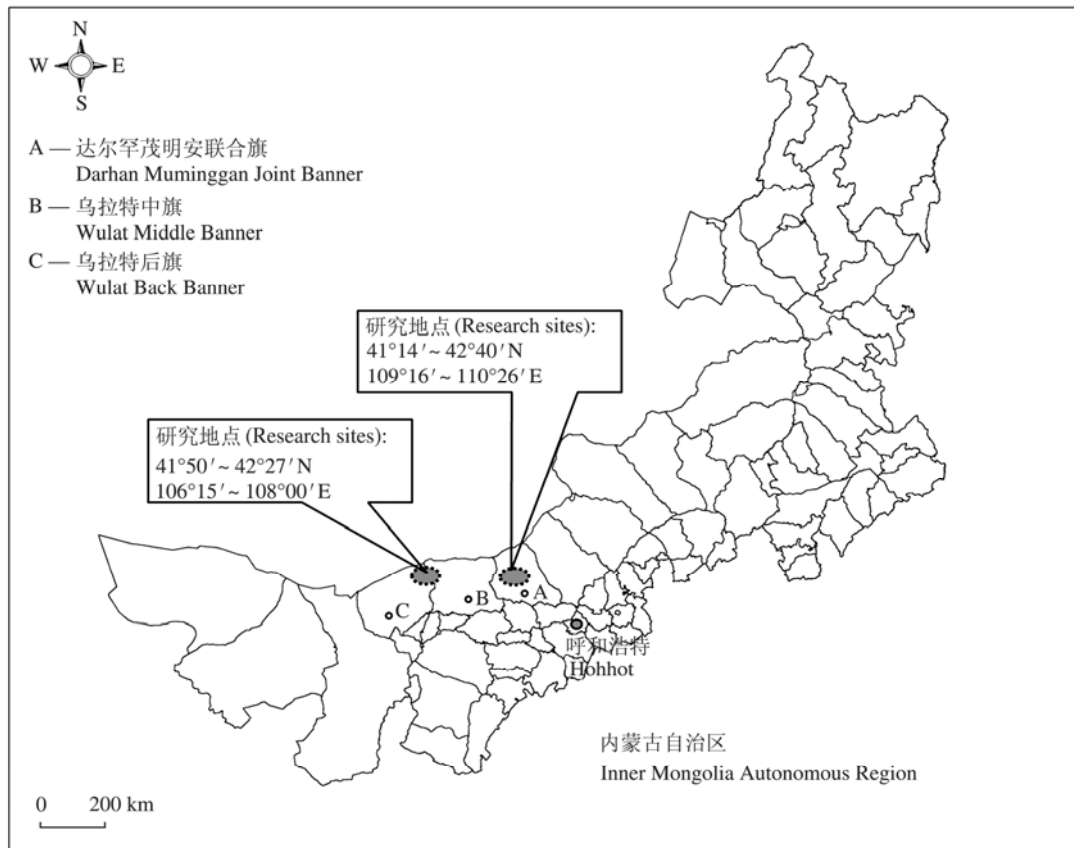 N
W E
S
A — 达尔罕茂明安联合旗
Darhan Muminggan Joint Banner
B — 乌拉特中旗
Wulat Middle Banner
C — 乌拉特后旗
Wulat Back Banner
研究地点 (Research sites):
41°14′~ 42°40′N
109°16′~ 110°26′E
研究地点 (Research sites):
41°50′~ 42°27′N
106°15′~ 108°00′E
A
B
C
呼和浩特
Hohhot
内蒙古自治区
Inner Mongolia Autonomous Region
0 200 km